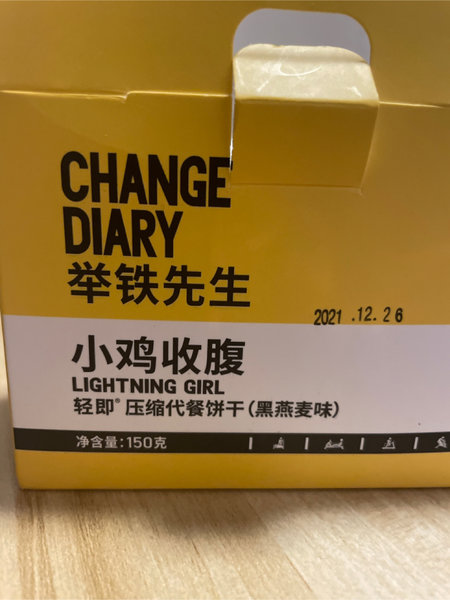 CHANGE
DIARY
举铁先生
2021 .12.26
小鸡收腹
LIGHTNING GIRL
轻即® 压缩代餐饼干(黑燕麦味)
净含量:150克